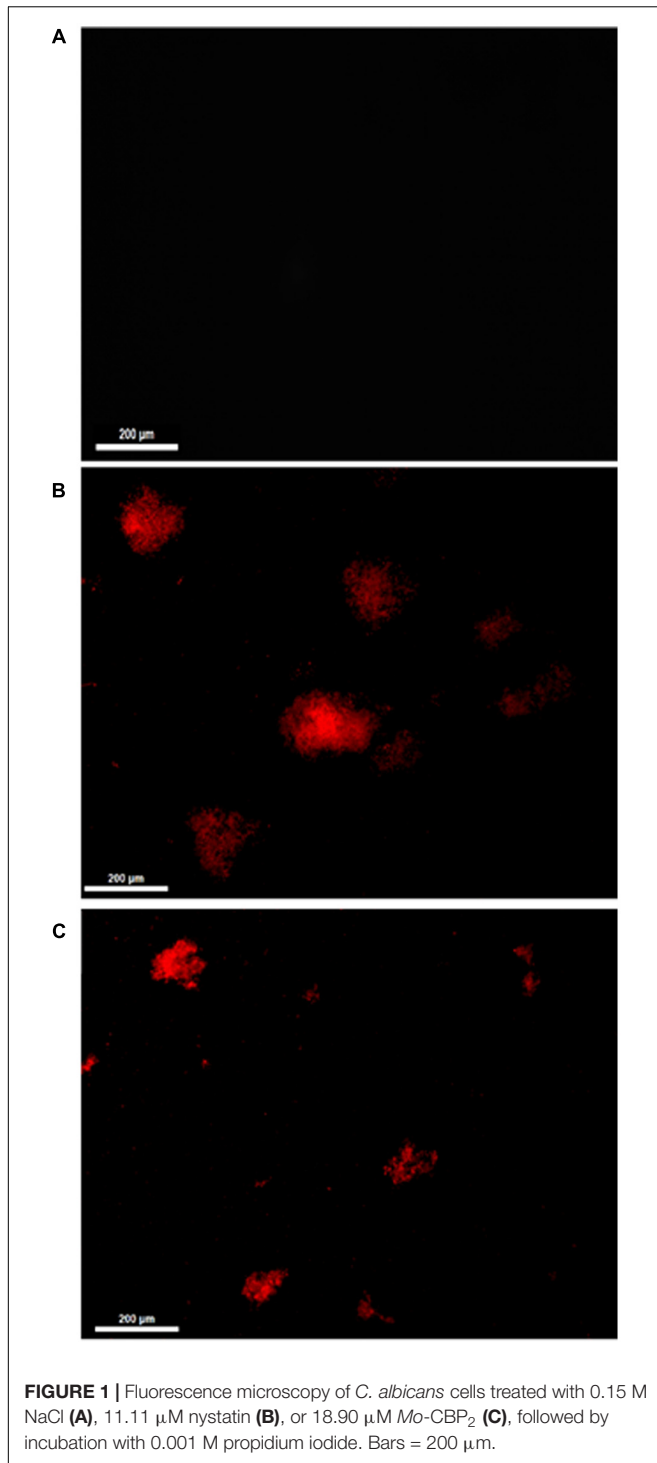 A
200 µm
B
200 µm
C
200 µm
FIGURE 1 | Fluorescence microscopy of C. albicans cells treated with 0.15 M
NaCl (A), 11.11 μM nystatin (B), or 18.90 μM Mo-CBP₂ (C), followed by
incubation with 0.001 M propidium iodide. Bars = 200 μm.